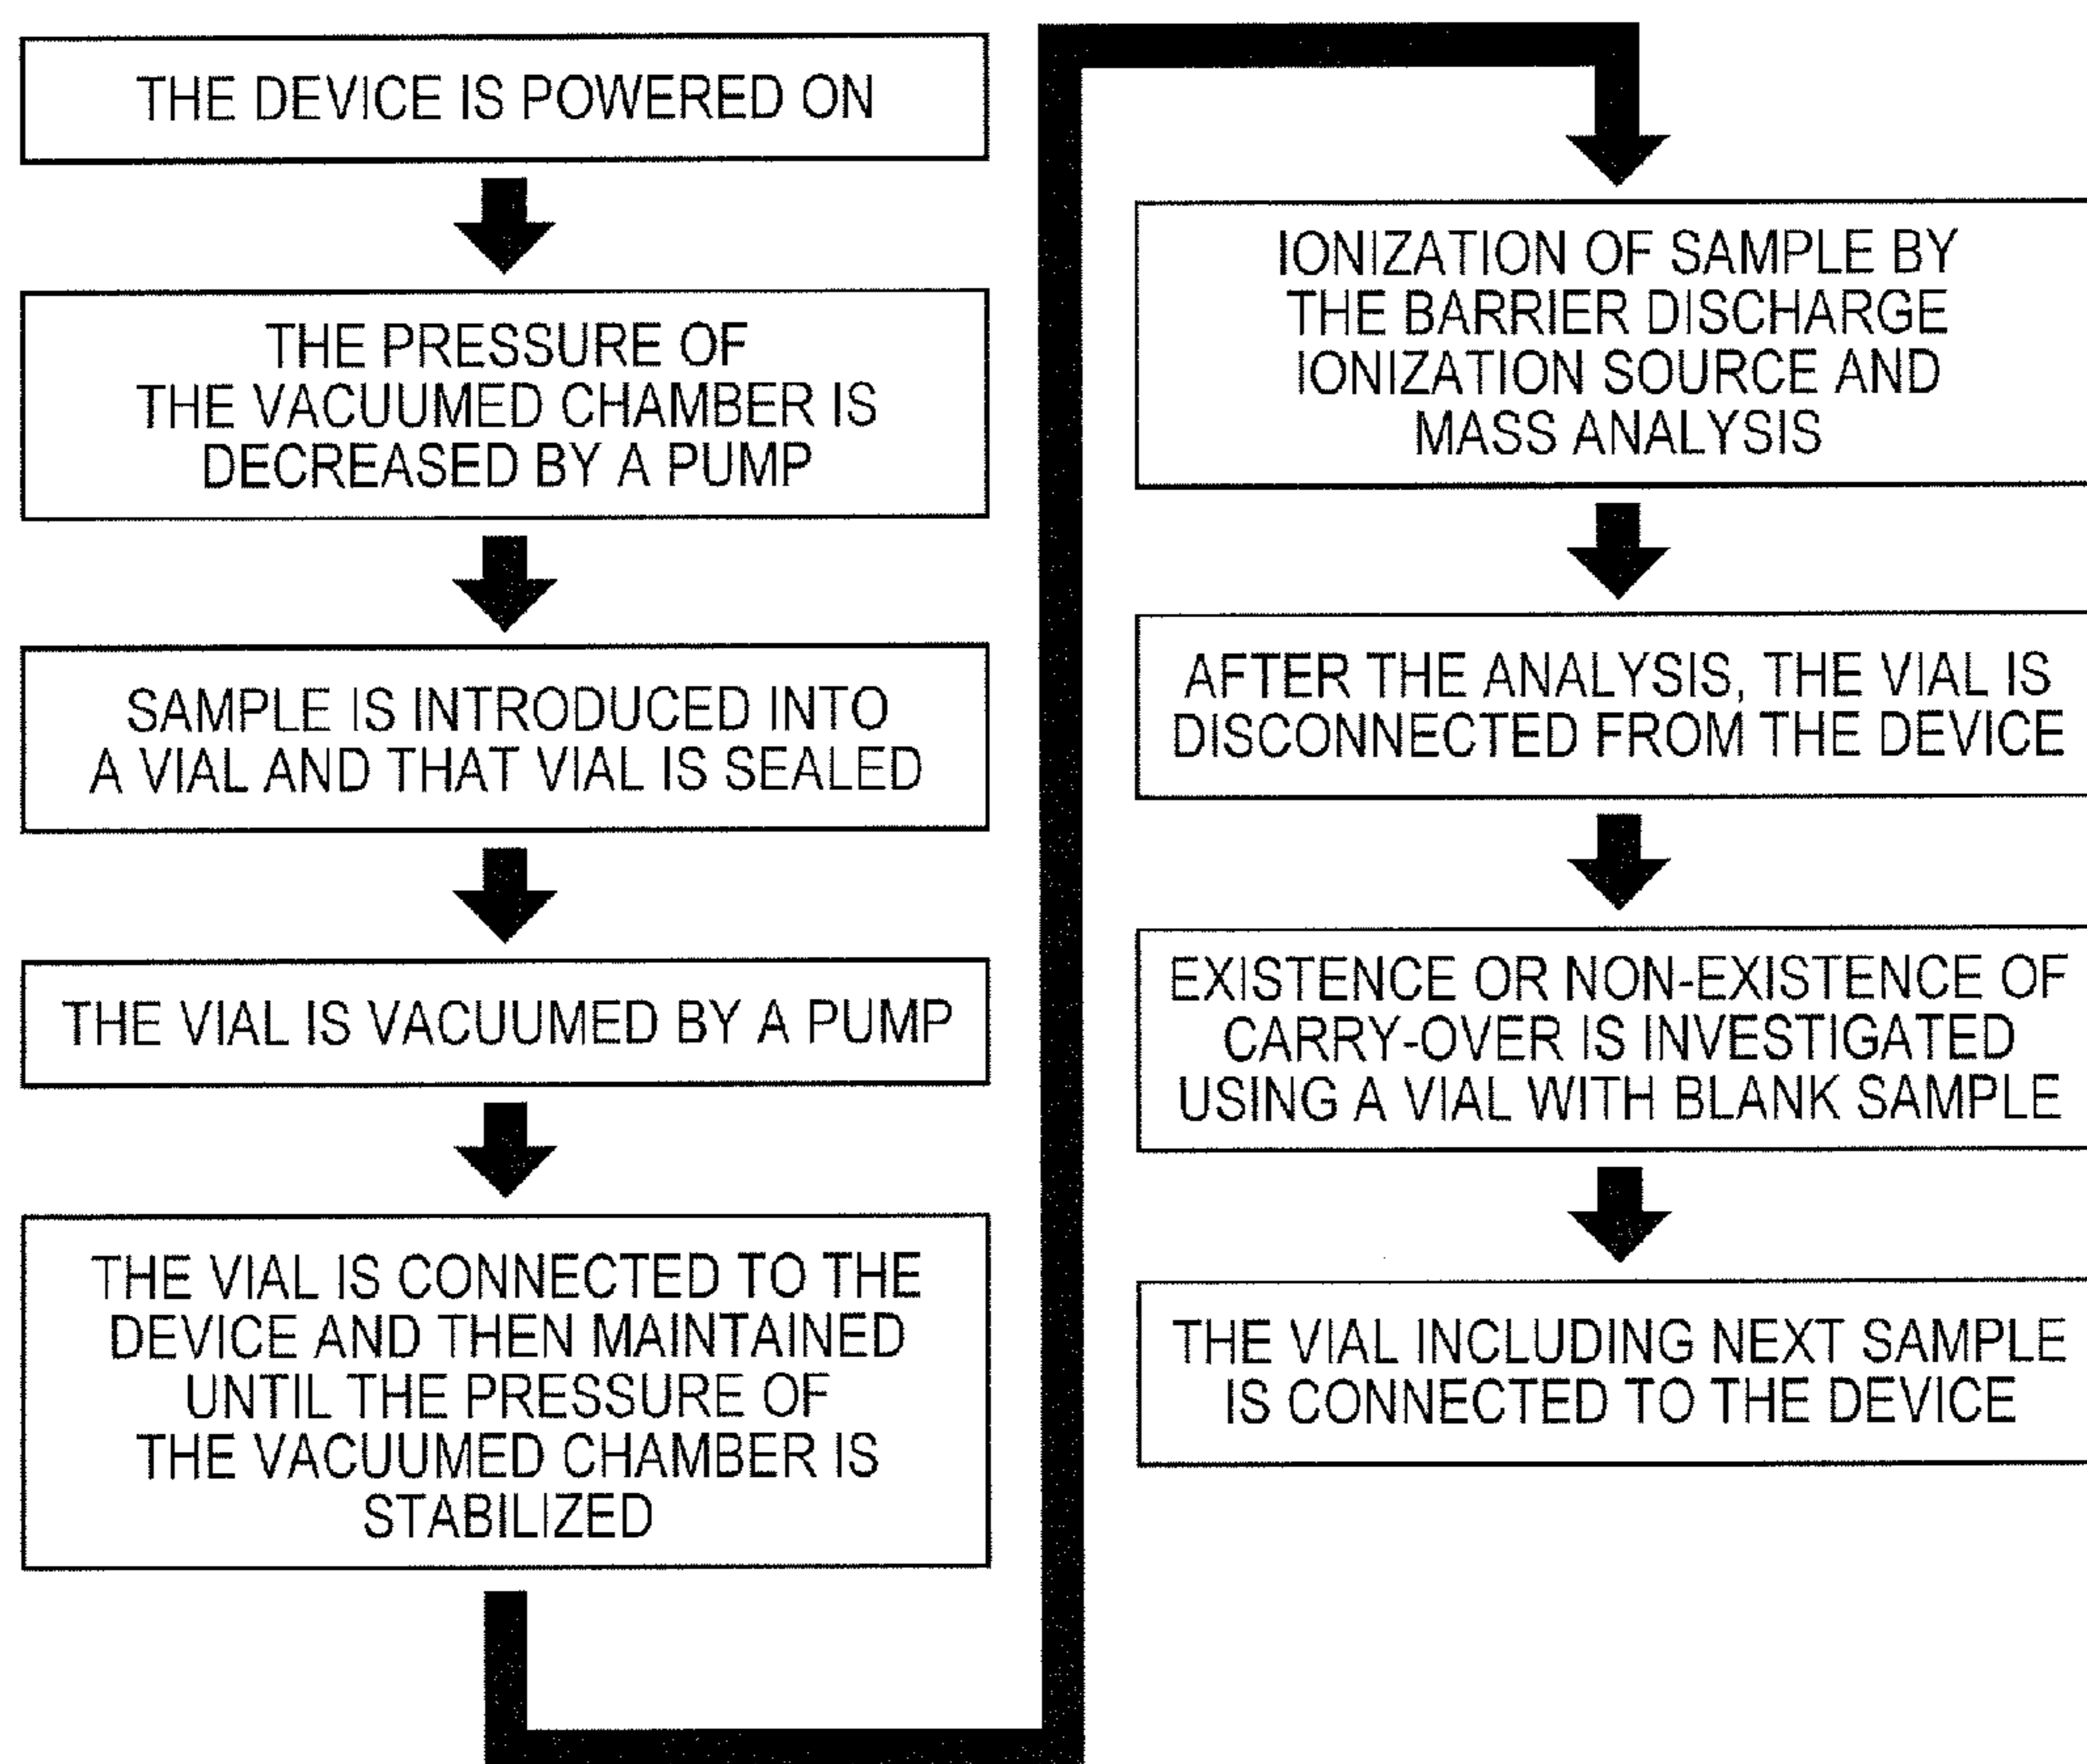 THE DEVICE IS POWERED ON
THE PRESSURE OF
THE VACUUMED CHAMBER IS
DECREASED BY A PUMP
SAMPLE IS INTRODUCED INTO
A VIAL AND THAT VIAL IS SEALED
THE VIAL IS VACUUMED BY A PUMP
THE VIAL IS CONNECTED TO THE
DEVICE AND THEN MAINTAINED
UNTIL THE PRESSURE OF
THE VACUUMED CHAMBER IS
STABILIZED
IONIZATION OF SAMPLE BY
THE BARRIER DISCHARGE
IONIZATION SOURCE AND
MASS ANALYSIS
AFTER THE ANALYSIS, THE VIAL IS
DISCONNECTED FROM THE DEVICE
EXISTENCE OR NON-EXISTENCE OF
CARRY-OVER IS INVESTIGATED
USING A VIAL WITH BLANK SAMPLE
THE VIAL INCLUDING NEXT SAMPLE
IS CONNECTED TO THE DEVICE